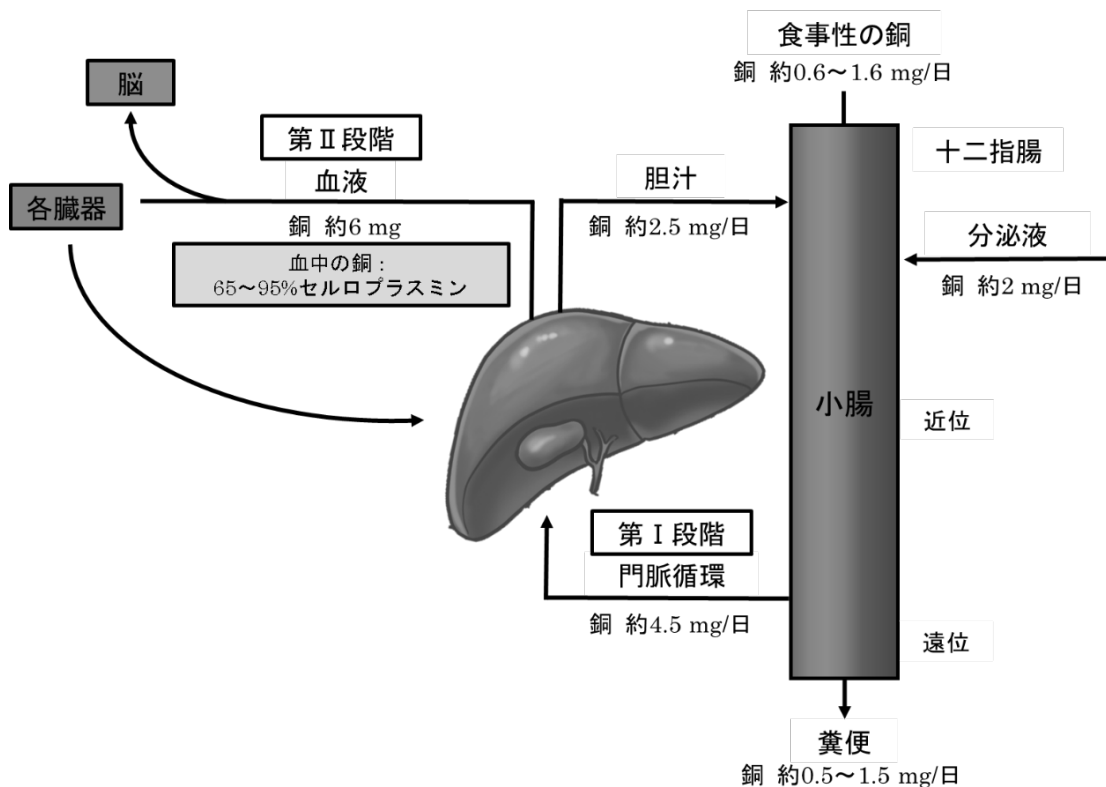 食事性の銅
銅 約0.6～1.6 mg/日
脳
第Ⅱ段階
血液
銅 約6 mg
各臓器
血中の銅：
65～95%セルロプラスミン
胆汁
銅 約2.5 mg/日
十二指腸
分泌液
銅 約2 mg/日
小腸
近位
第Ⅰ段階
門脈循環
銅 約4.5 mg/日
遠位
糞便
銅 約0.5～1.5 mg/日